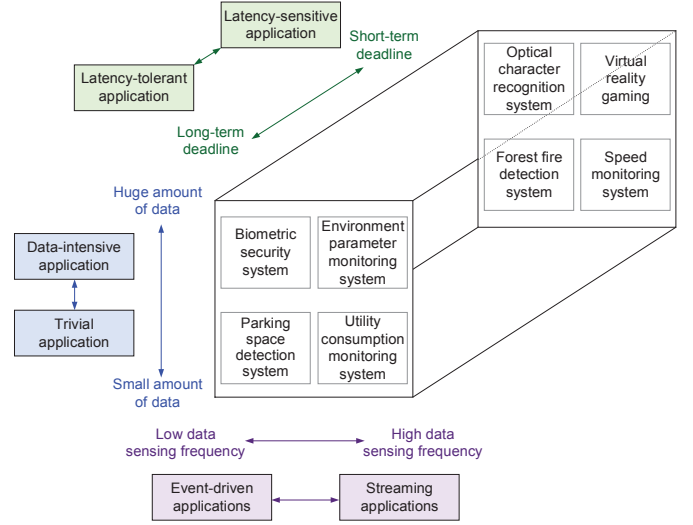 Latency-sensitive
application
Latency-tolerant
application
Short-term
deadline
Long-term
deadline
Optical
character
recognition
system
Virtual
reality
gaming
Forest fire
detection
system
Speed
monitoring
system
Huge amount
of data
Small amount
of data
Data-intensive
application
Trivial
application
Biometric
security
system
Environment
parameter
monitoring
system
Parking
space
detection
system
Utility
consumption
monitoring
system
Low data
sensing frequency
High data
sensing frequency
Event-driven
applications
Streaming
applications